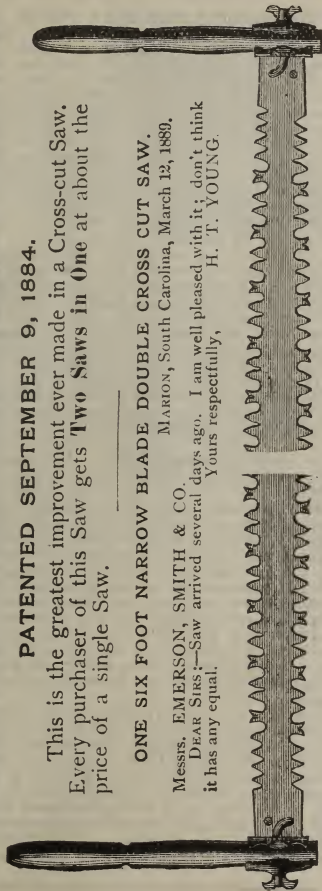 PATENTED SEPTEMBER 9, 1884.
This is the greatest improvement ever made in a Cross-cut Saw.
Every purchaser of this Saw gets Two Saws in One at about the
price of a single Saw.
ONE SIX FOOT NARROW BLADE DOUBLE CROSS CUT SAW.
MARION, South Carolina, March 12, 1889.
Messrs. EMERSON, SMITH & CO.
DEAR SIRS:—Saw arrived several days ago. I am well pleased with it; don't think
it has any equal.
Yours respectfully, H. T. YOUNG.